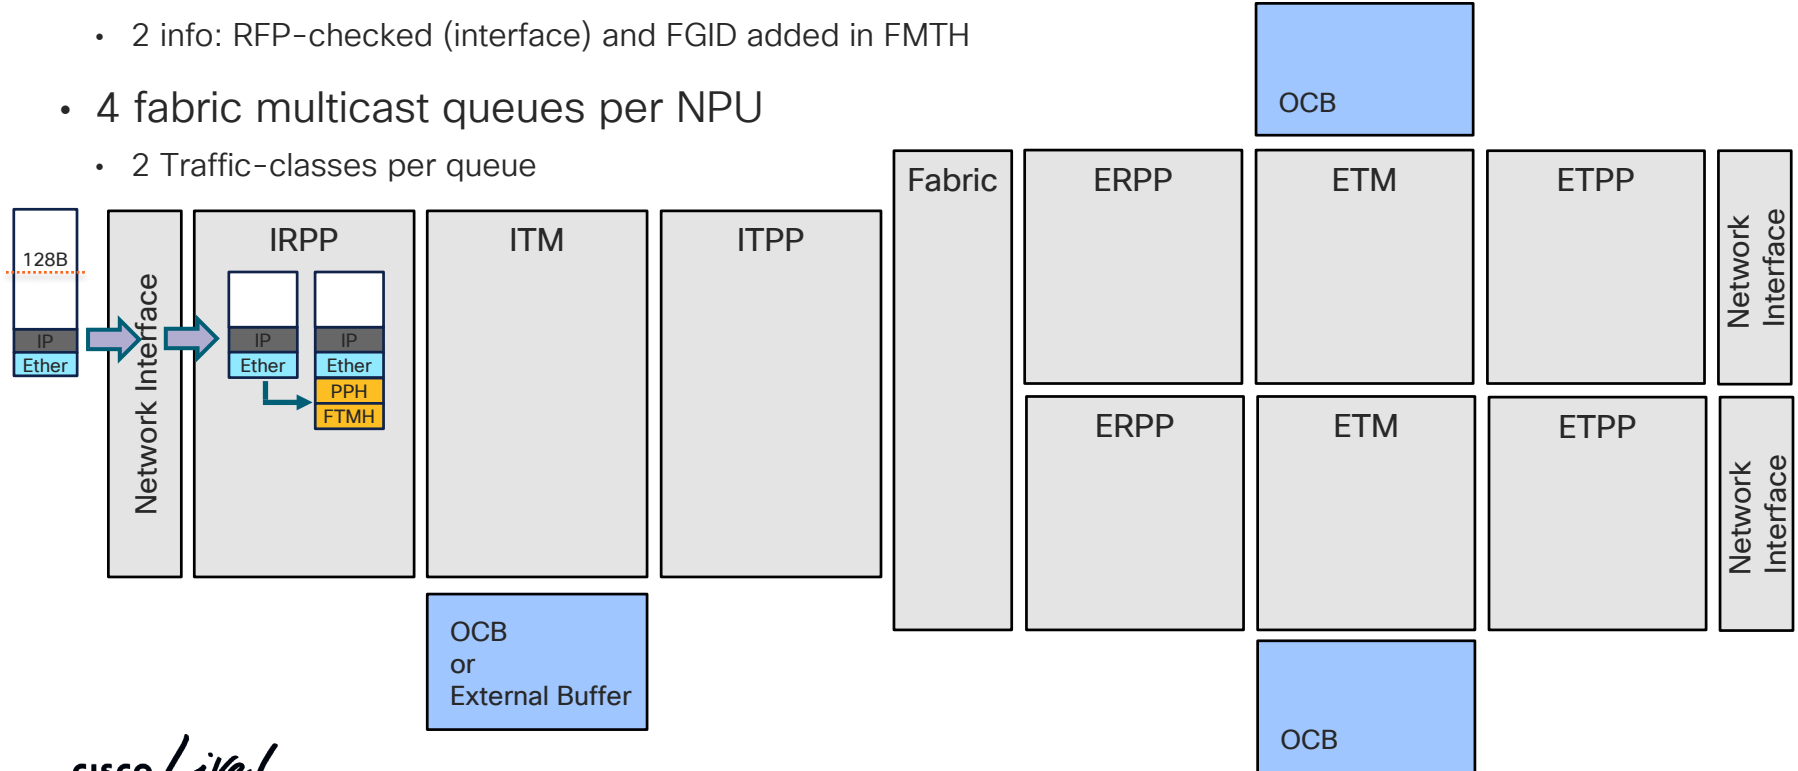 • 2 info: RFP-checked (interface) and FGID added in FMTH
• 4 fabric multicast queues per NPU
• 2 Traffic-classes per queue
128B
IP
Ether
Network Interface
IRPP
IP
Ether
IP
Ether
PPH
FTMH
ITM
OCB
or
External Buffer
ITPP
Fabric
OCB
ERPP
ETM
ETPP
Network
Interface
ERPP
ETM
ETPP
Network
Interface
OCB
CISCO Live!